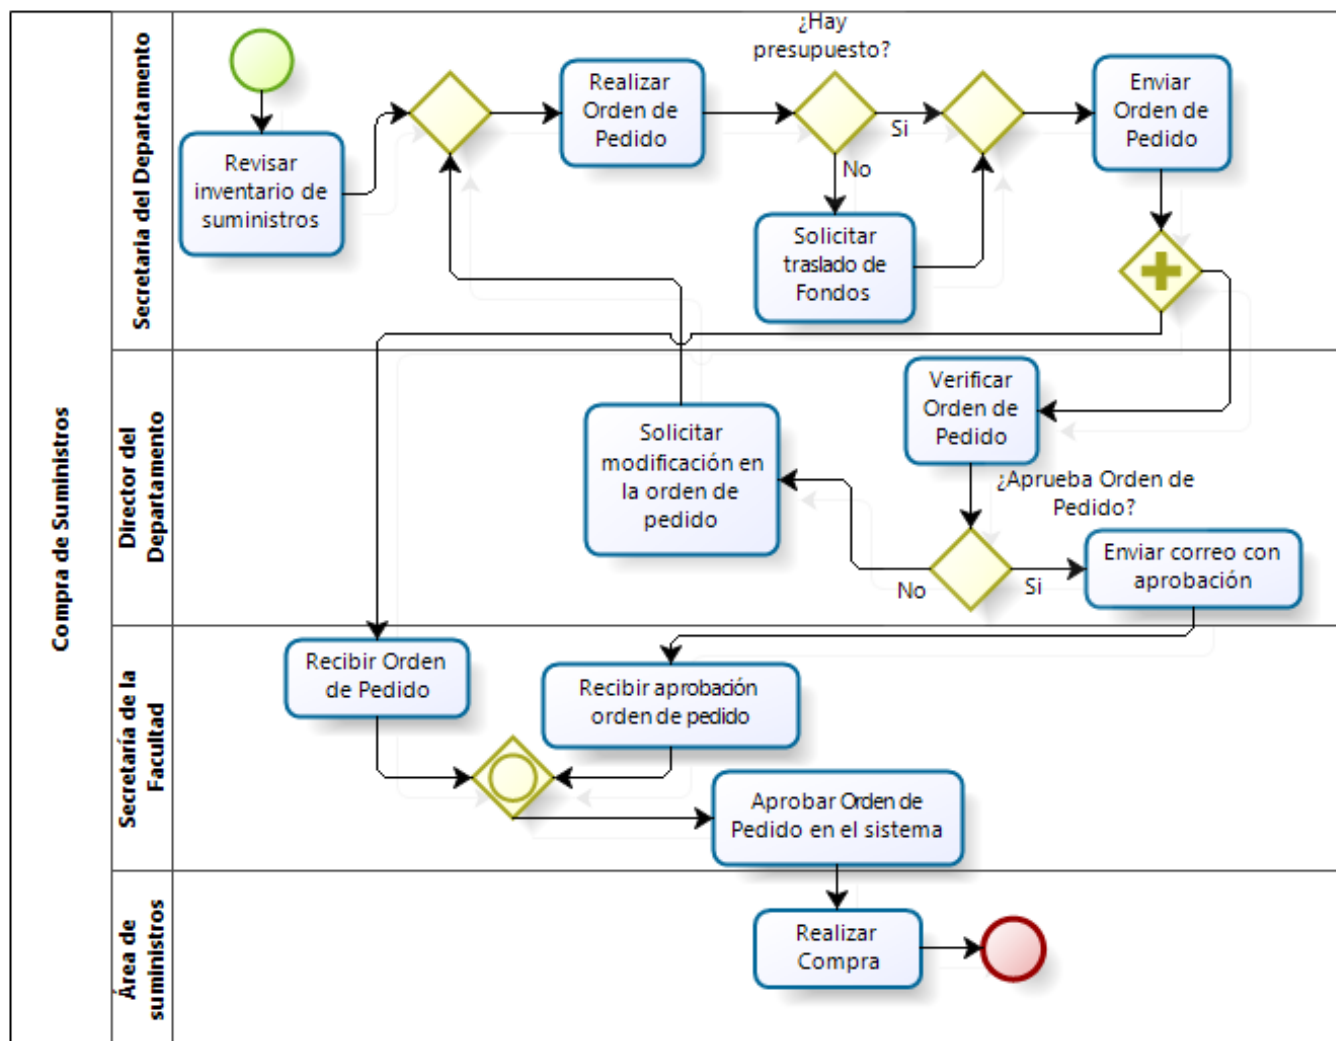 Compra de Suministros
Secretaria del Departamento
¿Hay
presupuesto?
Revisar
inventario de
suministros
Realizar
Orden de
Pedido
Si
No
Solicitar
traslado de
Fondos
Enviar
Orden de
Pedido
Director del
Departamento
Solicitar
modificación en
la orden de
pedido
Verificar
Orden de
Pedido
¿Aprueba Orden de
Pedido?
No
Si
Enviar correo con
aprobación
Secretaría de la
Facultad
Recibir Orden
de Pedido
Recibir aprobación
orden de pedido
Aprobar Orden de
Pedido en el sistema
Área de
suministros
Realizar
Compra